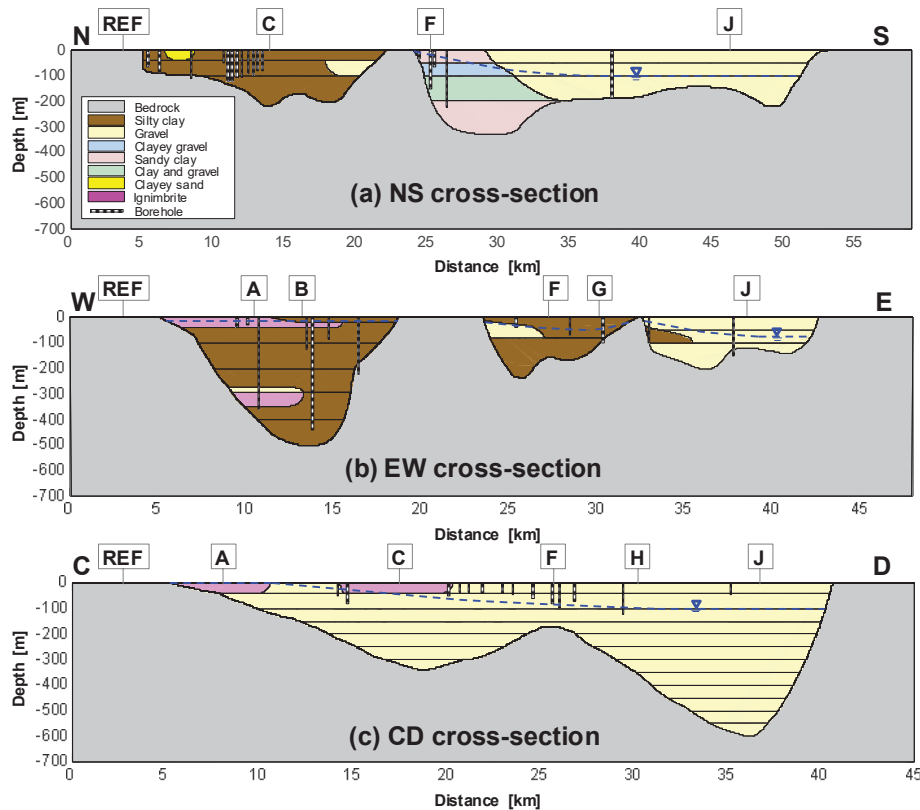 N REF C F J S
0
-100
-200
-300
-400
-500
-600
-700
Depth [m]
Bedrock
Silty clay
Gravel
Clayey gravel
Sandy clay
Clay and gravel
Clayey sand
Ignimbrite
Borehole
(a) NS cross-section
0 5 10 15 20 25 30 35 40 45 50 55
Distance [km]
W REF A B F G J E
0
-100
-200
-300
-400
-500
-600
-700
Depth [m]
(b) EW cross-section
0 5 10 15 20 25 30 35 40 45
Distance [km]
C REF A C F H J D
0
-100
-200
-300
-400
-500
-600
-700
Depth [m]
(c) CD cross-section
0 5 10 15 20 25 30 35 40 45
Distance [km]